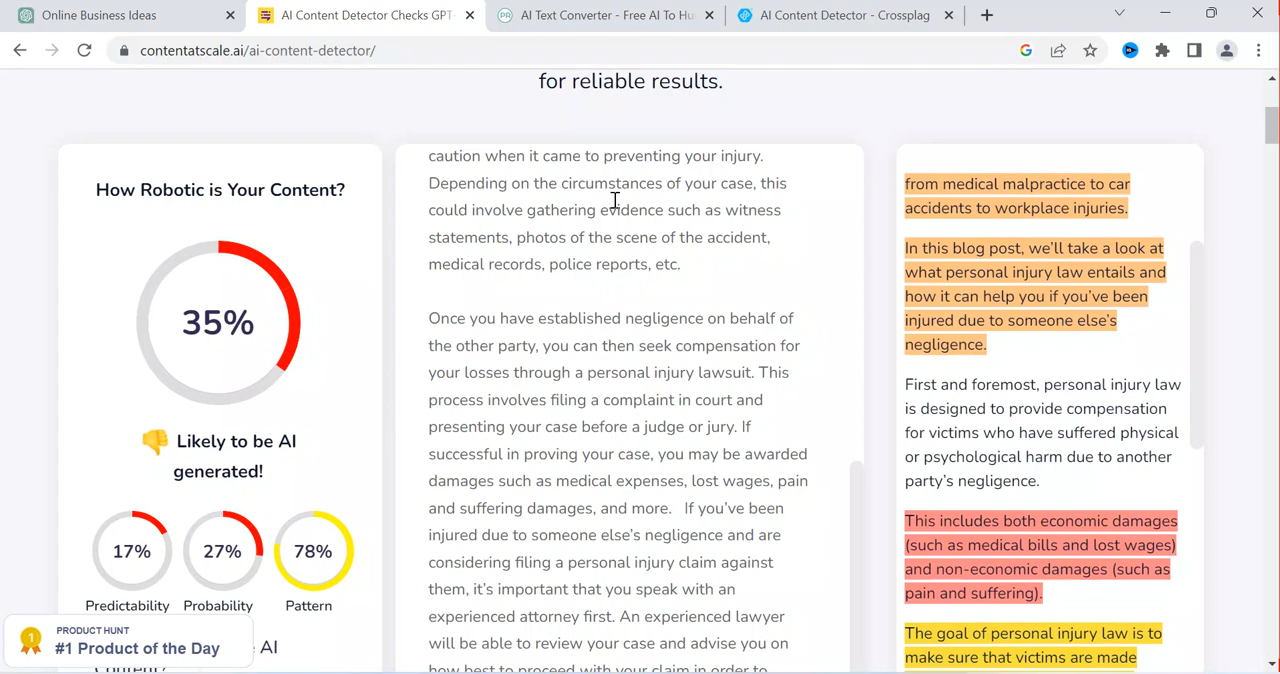 Online Business Ideas
AI Content Detector Checks GPT-
AI Text Converter - Free AI To Hu
AI Content Detector - Crossplag
contentatscale.ai/ai-content-detector/
for reliable results.
How Robotic is Your Content?
35%
👎 Likely to be AI
generated!
17%
27%
78%
Predictability
Probability
Pattern
AI
Content?
1
PRODUCT HUNT
#1 Product of the Day
caution when it came to preventing your injury.
Depending on the circumstances of your case, this
could involve gathering evidence such as witness
statements, photos of the scene of the accident,
medical records, police reports, etc.
Once you have established negligence on behalf of
the other party, you can then seek compensation for
your losses through a personal injury lawsuit. This
process involves filing a complaint in court and
presenting your case before a judge or jury. If
successful in proving your case, you may be awarded
damages such as medical expenses, lost wages, pain
and suffering damages, and more. If you've been
injured due to someone else's negligence and are
considering filing a personal injury claim against
them, it's important that you speak with an
experienced attorney first. An experienced lawyer
will be able to review your case and advise you on
how best to proceed with your claim in order to
from medical malpractice to car
accidents to workplace injuries.
In this blog post, we'll take a look at
what personal injury law entails and
how it can help you if you've been
injured due to someone else's
negligence.
First and foremost, personal injury law
is designed to provide compensation
for victims who have suffered physical
or psychological harm due to another
party's negligence.
This includes both economic damages
(such as medical bills and lost wages)
and non-economic damages (such as
pain and suffering).
The goal of personal injury law is to
make sure that victims are made